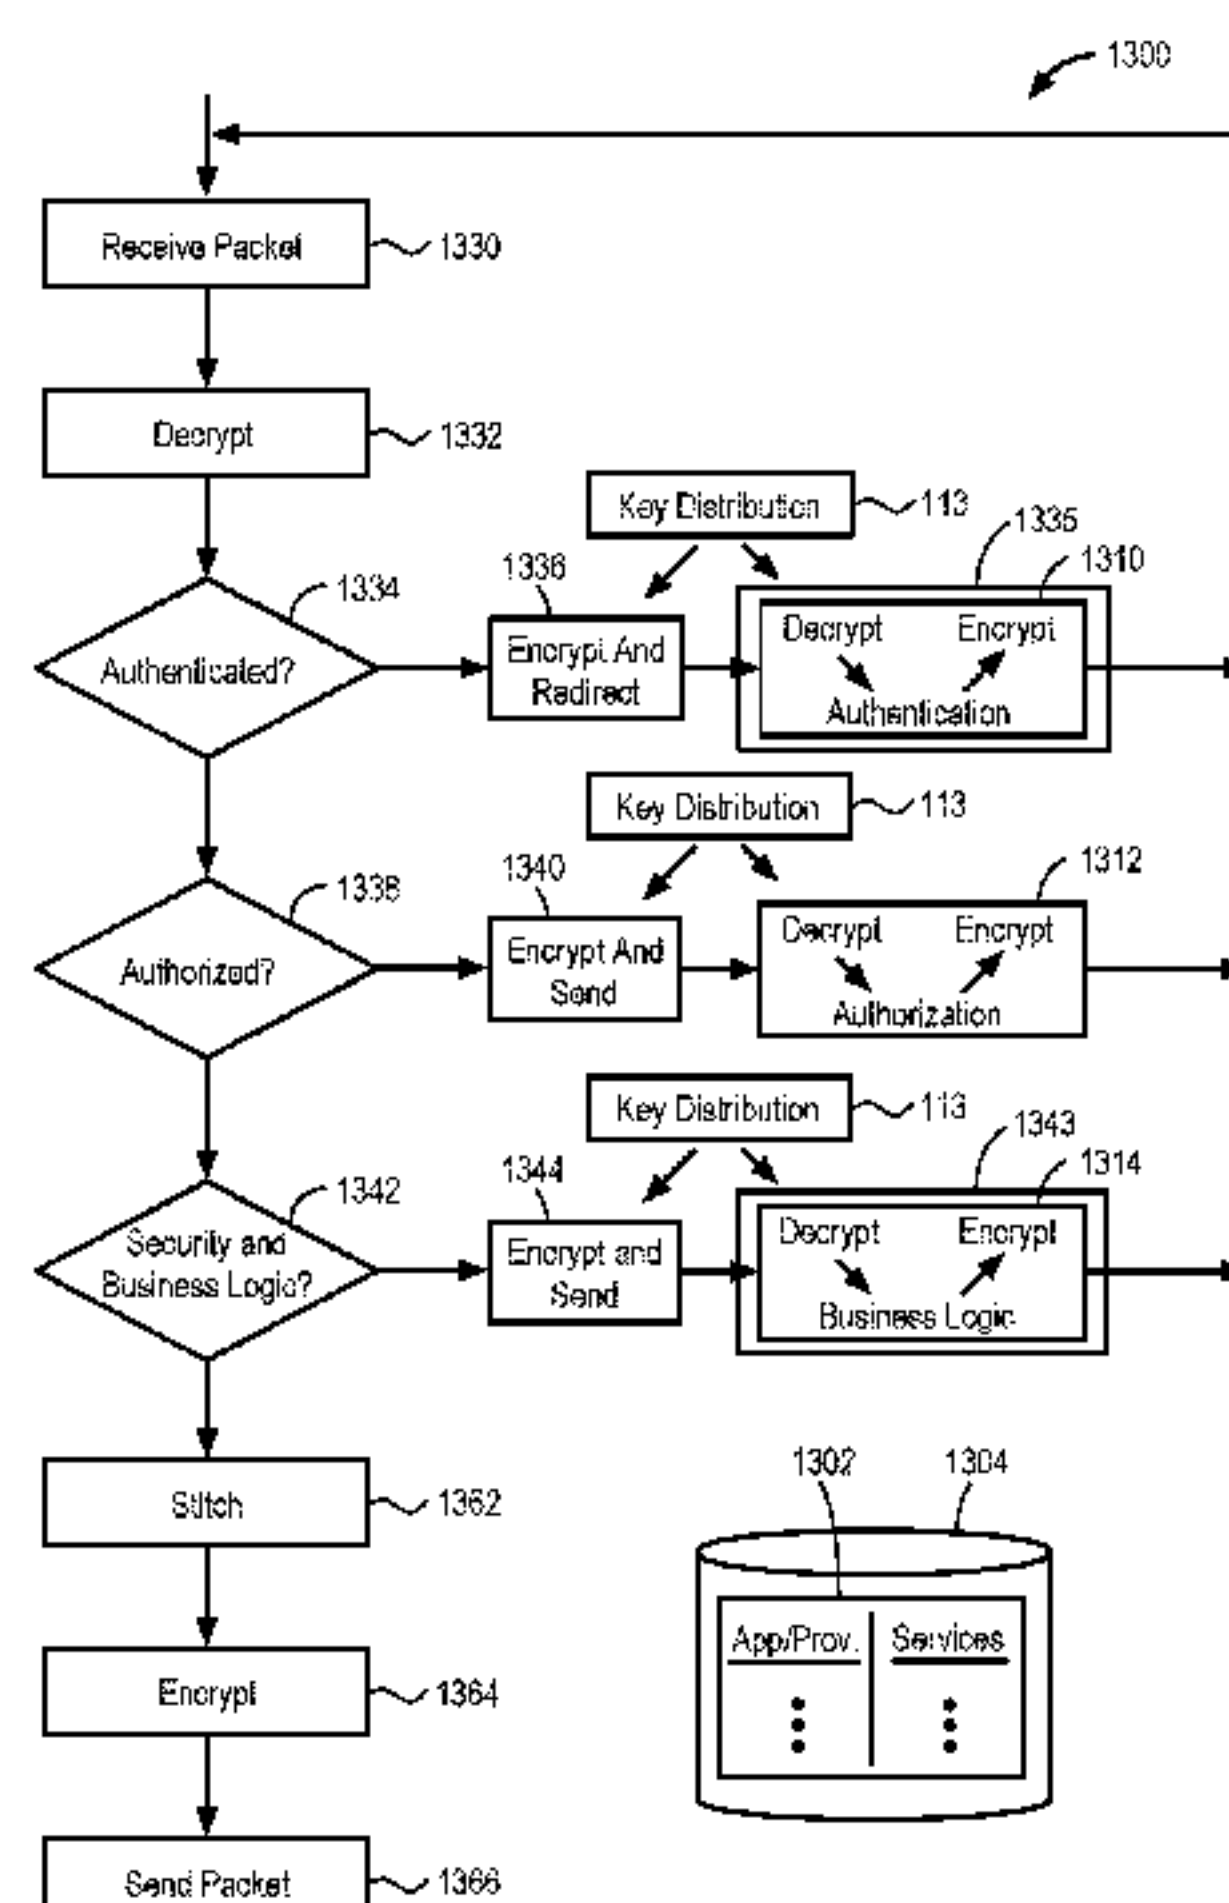 1300
Receive Packet
1330
Decrypt
1332
Key Distribution
113
1335
1310
1336
1334
Authenticated?
Encrypt And
Redirect
Decrypt Encrypt
Authentication
Key Distribution
113
1312
1340
1338
Authorized?
Encrypt And
Send
Decrypt Encrypt
Authorization
Key Distribution
113
1343
1314
1344
1342
Security and
Business Logic?
Encrypt and
Send
Decrypt Encrypt
Business Logic
1302
1304
Stitch
1362
App/Prov. Services
Encrypt
1364
Send Packet
1366